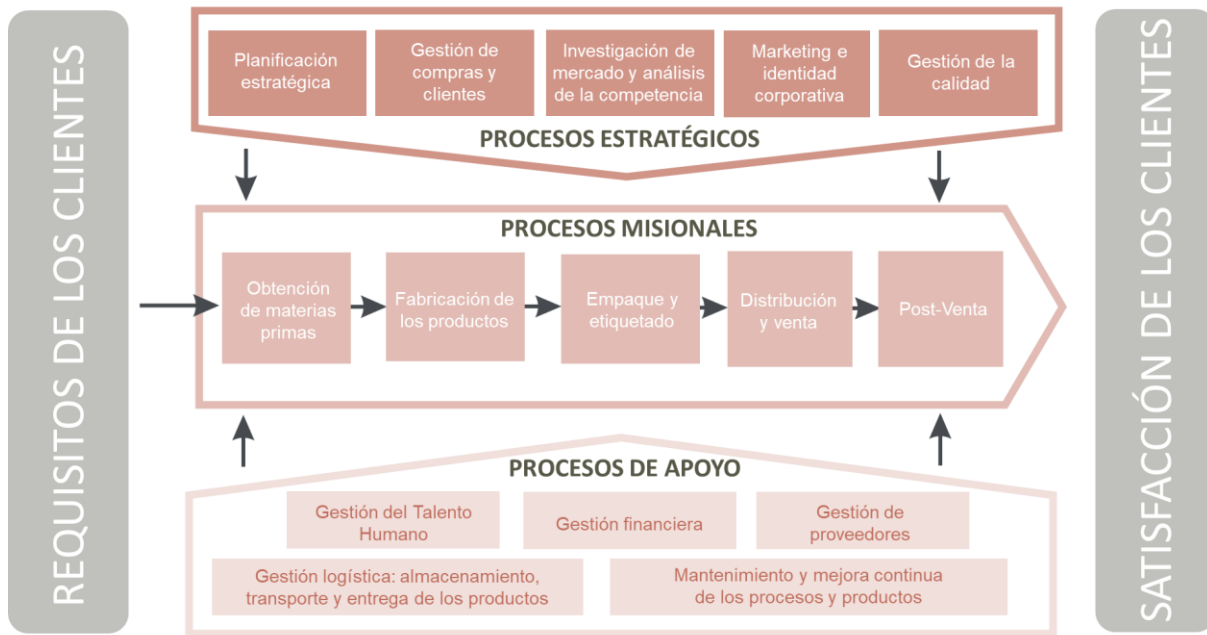 REQUISITOS DE LOS CLIENTES
Planificación
estratégica
Gestión de
compras y
clientes
Investigación de
mercado y análisis
de la competencia
Marketing e
identidad
corporativa
Gestión de la
calidad
PROCESOS ESTRATÉGICOS
PROCESOS MISIONALES
Obtención
de materias
primas
Fabricación de
los productos
Empaque y
etiquetado
Distribución
y venta
Post-Venta
PROCESOS DE APOYO
Gestión del Talento
Humano
Gestión financiera
Gestión de
proveedores
Gestión logística: almacenamiento,
transporte y entrega de los productos
Mantenimiento y mejora continua
de los procesos y productos
SATISFACCIÓN DE LOS CLIENTES